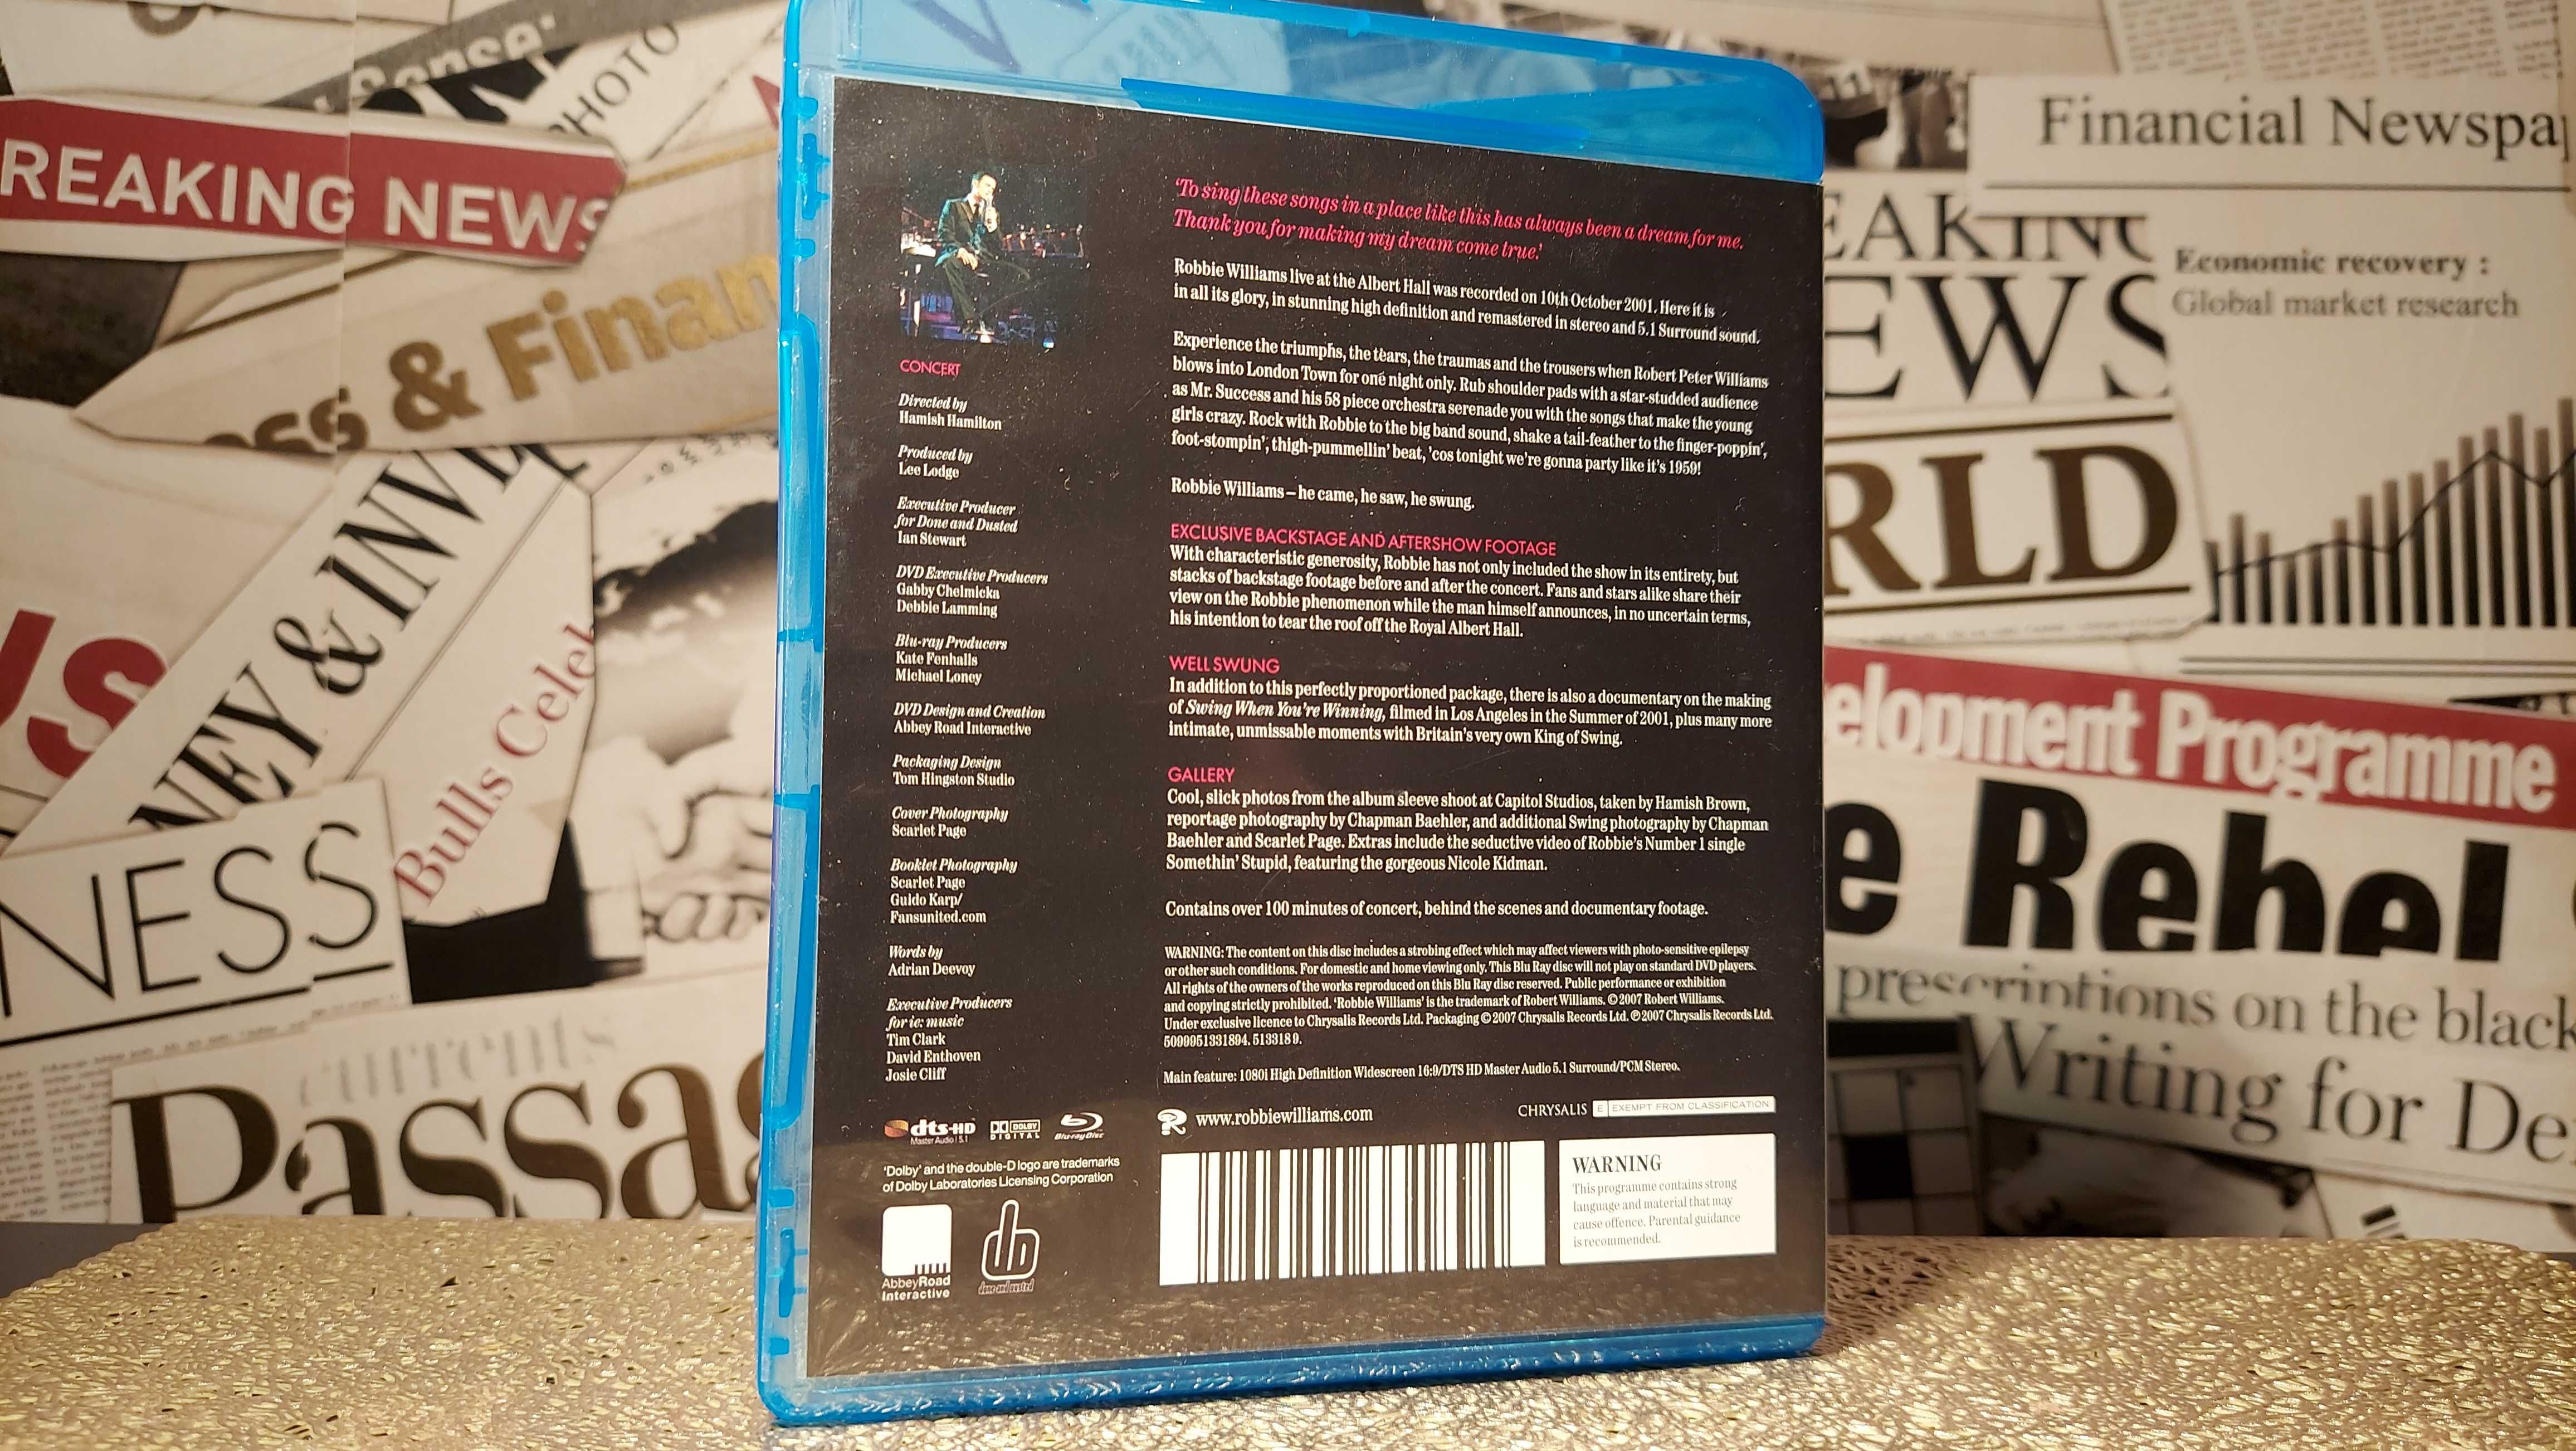 PHOTO
REAKING NEWS
ss & Finan
NEY & INVE
Bulls Celeb
NESS
currents
Passa
Financial Newspap
EAKING
EWS
Economic recovery :
Global market research
RLD
elopment Programme
e Rebel
prescriptions on the black
Writing for De
'To sing these songs in a place like this has always been a dream for me.
Thank you for making my dream come true.'
Robbie Williams live at the Albert Hall was recorded on 10th October 2001. Here it is
in all its glory, in stunning high definition and remastered in stereo and 5.1 Surround sound.
Experience the triumphs, the tears, the traumas and the trousers when Robert Peter Williams
blows into London Town for one night only. Rub shoulder pads with a star-studded audience
as Mr. Success and his 58 piece orchestra serenade you with the songs that make the young
girls crazy. Rock with Robbie to the big band sound, shake a tail-feather to the finger-poppin',
foot-stompin', thigh-pummellin' beat, 'cos tonight we're gonna party like it's 1959!
Robbie Williams – he came, he saw, he swung.
EXCLUSIVE BACKSTAGE AND AFTERSHOW FOOTAGE
With characteristic generosity, Robbie has not only included the show in its entirety, but
stacks of backstage footage before and after the concert. Fans and stars alike share their
view on the Robbie phenomenon while the man himself announces, in no uncertain terms,
his intention to tear the roof off the Royal Albert Hall.
WELL SWUNG
In addition to this perfectly proportioned package, there is also a documentary on the making
of Swing When You're Winning, filmed in Los Angeles in the Summer of 2001, plus many more
intimate, unmissable moments with Britain's very own King of Swing.
GALLERY
Cool, slick photos from the album sleeve shoot at Capitol Studios, taken by Hamish Brown,
reportage photography by Chapman Baehler, and additional Swing photography by Chapman
Baehler and Scarlet Page. Extras include the seductive video of Robbie's Number 1 single
Somethin' Stupid, featuring the gorgeous Nicole Kidman.
Contains over 100 minutes of concert, behind the scenes and documentary footage.
WARNING: The content on this disc includes a strobing effect which may affect viewers with photo-sensitive epilepsy
or other such conditions. For domestic and home viewing only. This Blu Ray disc will not play on standard DVD players.
All rights of the owners of the works reproduced on this Blu Ray disc reserved. Public performance or exhibition
and copying strictly prohibited. 'Robbie Williams' is the trademark of Robert Williams. © 2007 Robert Williams.
Under exclusive licence to Chrysalis Records Ltd. Packaging © 2007 Chrysalis Records Ltd. ℗ 2007 Chrysalis Records Ltd.
5099951331894. 5133189.
Main feature: 1080i High Definition Widescreen 16:9/DTS HD Master Audio 5.1 Surround/PCM Stereo.
www.robbiewilliams.com
CHRYSALIS E EXEMPT FROM CLASSIFICATION
WARNING
This programme contains strong
language and material that may
cause offence. Parental guidance
is recommended.
CONCERT
Directed by
Hamish Hamilton
Produced by
Lee Lodge
Executive Producer
for Done and Dusted
Ian Stewart
DVD Executive Producers
Gabby Chelmicka
Debbie Lamming
Blu-ray Producers
Kate Fenhalls
Michael Loney
DVD Design and Creation
Abbey Road Interactive
Packaging Design
Tom Hingston Studio
Cover Photography
Scarlet Page
Booklet Photography
Scarlet Page
Guido Karp/
Fansunited.com
Words by
Adrian Deevoy
Executive Producers
for ie: music
Tim Clark
David Enthoven
Josie Cliff
dts-HD
Master Audio | 5.1
DOLBY
DIGITAL
Blu-ray Disc
'Dolby' and the double-D logo are trademarks
of Dolby Laboratories Licensing Corporation
AbbeyRoad
Interactive
done and dusted